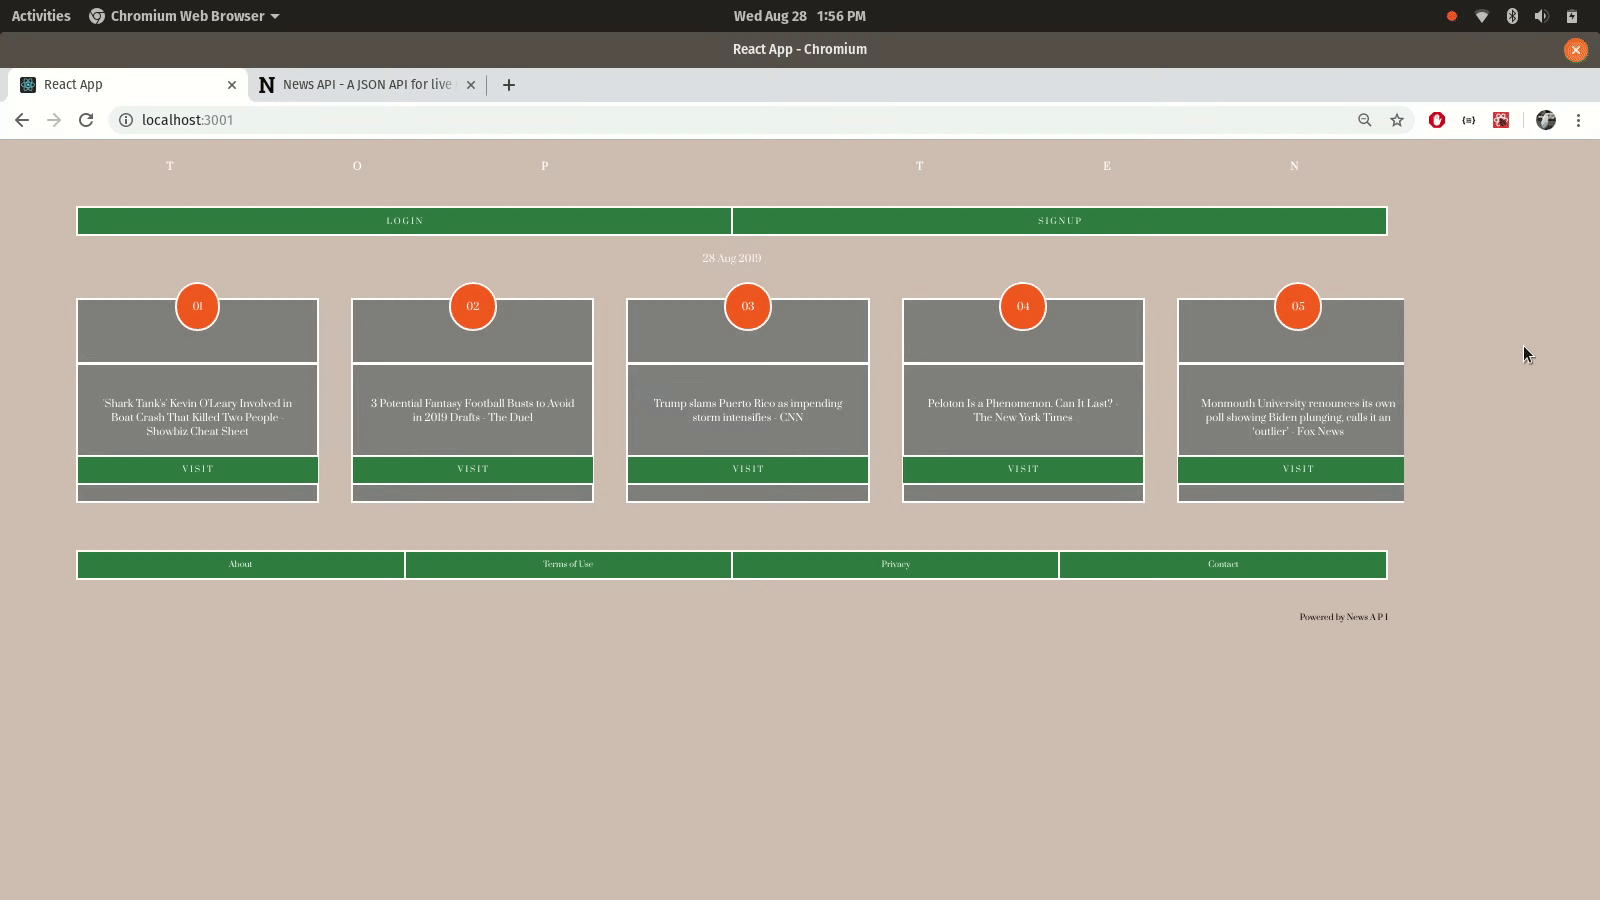 Activities Chromium Web Browser Wed Aug 28 1:56 PM
React App - Chromium
React App News API - A JSON API for live
localhost:3001
T O P T E N
LOGIN SIGNUP
28 Aug 2019
01 02 03 04 05
'Shark Tank's' Kevin O'Leary Involved in
Boat Crash That Killed Two People -
Showbiz Cheat Sheet
3 Potential Fantasy Football Busts to Avoid
in 2019 Drafts - The Duel
Trump slams Puerto Rico as impending
storm intensifies - CNN
Peloton Is a Phenomenon. Can It Last? -
The New York Times
Monmouth University renounces its own
poll showing Biden plunging, calls it an
'outlier' - Fox News
VISIT VISIT VISIT VISIT VISIT
About Terms of Use Privacy Contact
Powered by News A P I